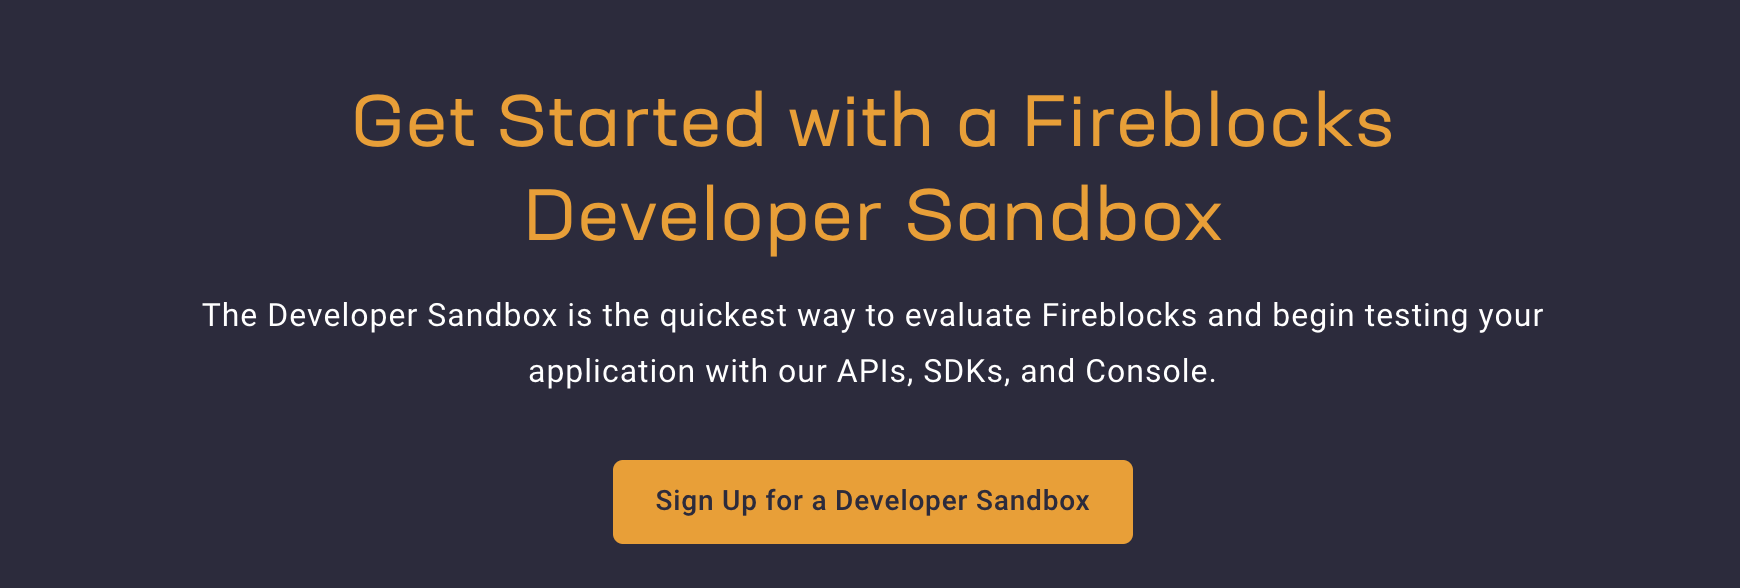 Get Started with a Fireblocks
Developer Sandbox
The Developer Sandbox is the quickest way to evaluate Fireblocks and begin testing your
application with our APIs, SDKs, and Console.
Sign Up for a Developer Sandbox